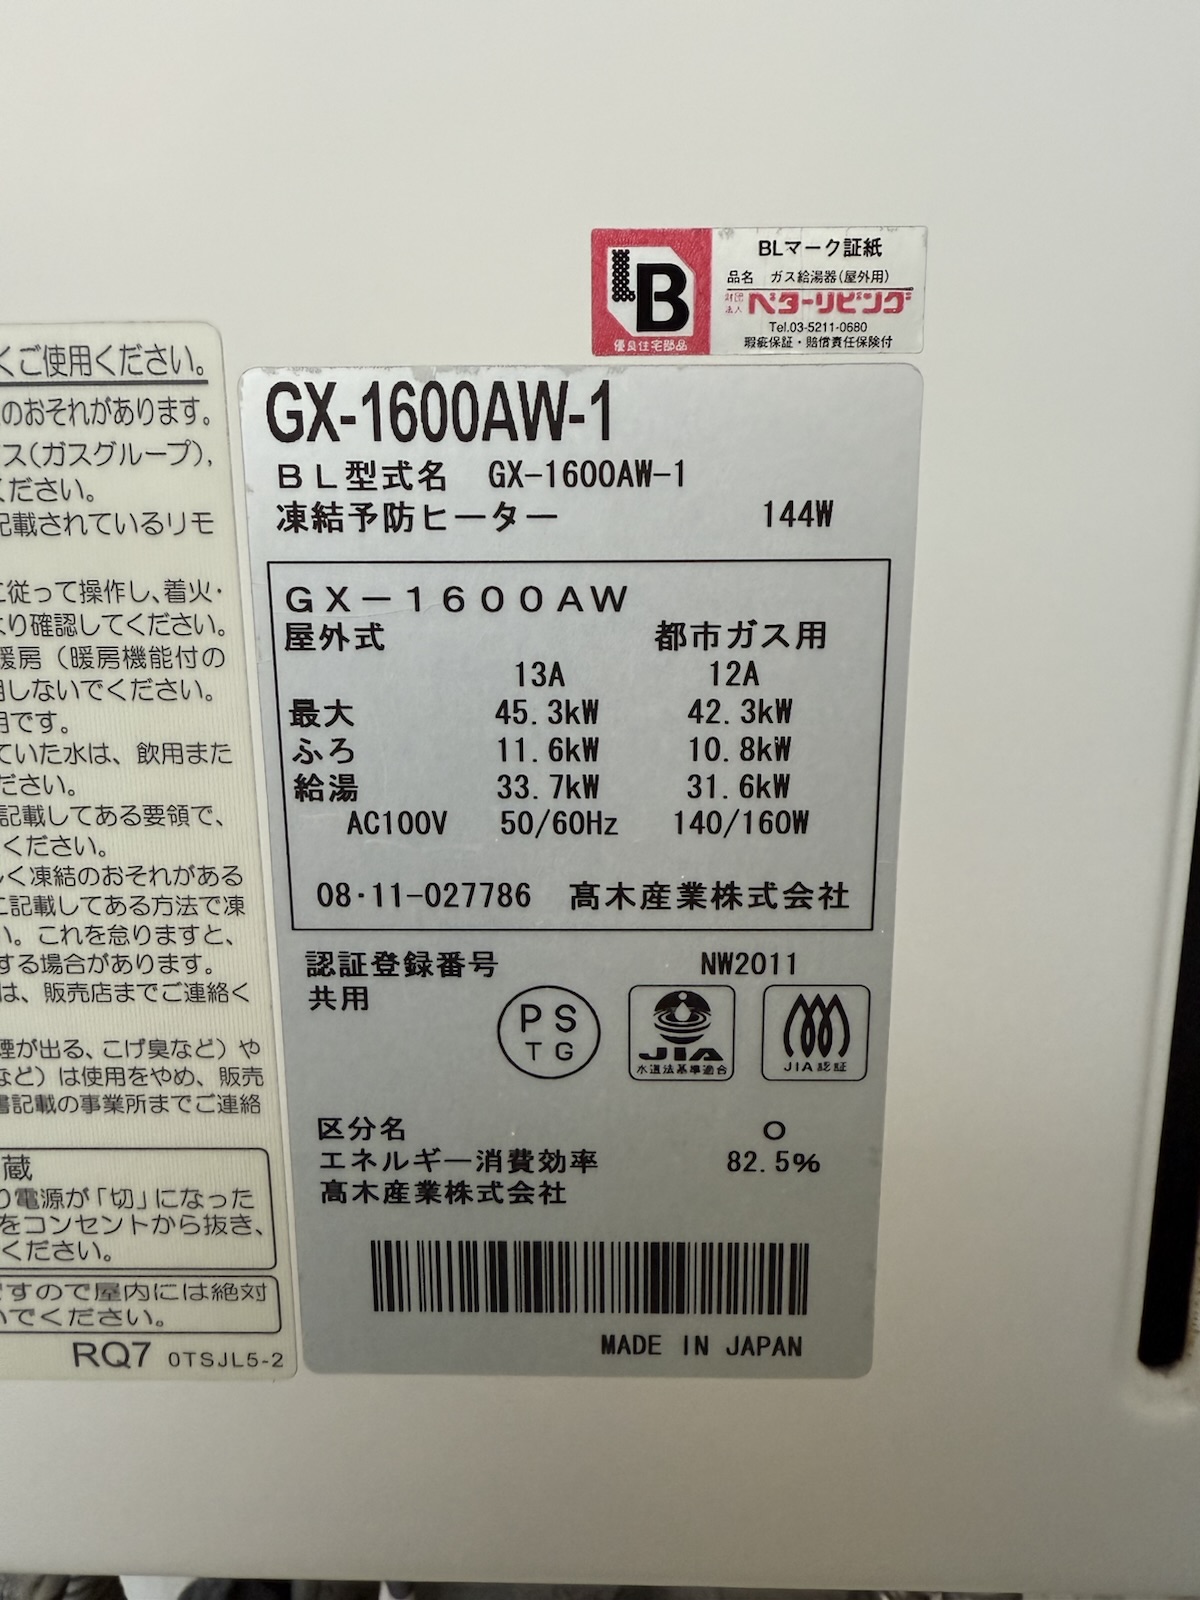 BLマーク証紙
品名 ガス給湯器(屋外用)
財団法人 ベターリビング
Tel.03-5211-0680
瑕疵保証・賠償責任保険付
B
優良住宅部品
くご使用ください。
のおそれがあります。
ス(ガスグループ)、
ください。
記載されているリモ
に従って操作し、着火・
より確認してください。
暖房(暖房機能付の
用しないでください。
用です。
ていた水は、飲用また
ださい。
記載してある要領で、
ください。
く凍結のおそれがある
に記載してある方法で凍
い。これを怠りますと、
する場合があります。
は、販売店までご連絡く
煙が出る、こげ臭など)や
など)は使用をやめ、販売
書記載の事業所までご連絡
蔵
り電源が「切」になった
をコンセントから抜き、
ください。
ですので屋内には絶対
いでください。
RQ7 0TSJL5-2
GX-1600AW-1
BL型式名 GX-1600AW-1
凍結予防ヒーター 144W
GX-1600AW
屋外式 都市ガス用
13A 12A
最大 45.3kW 42.3kW
ふろ 11.6kW 10.8kW
給湯 33.7kW 31.6kW
AC100V 50/60Hz 140/160W
08·11-027786 髙木産業株式会社
認証登録番号 NW2011
共用
PS
TG
JIA
水道法基準適合
JIA認証
区分名 O
エネルギー消費効率 82.5%
髙木産業株式会社
MADE IN JAPAN